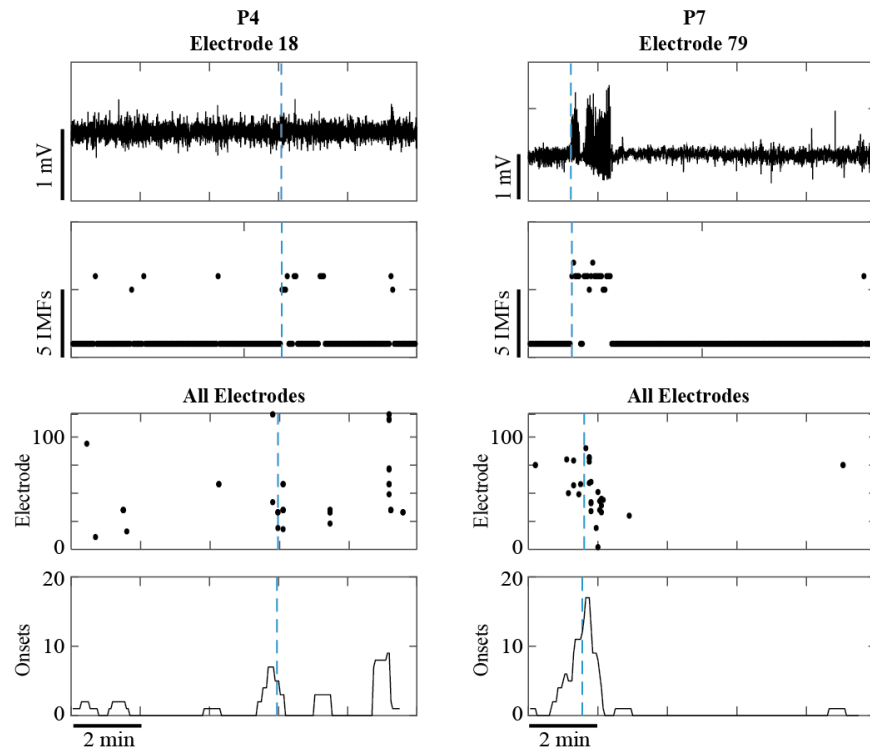 P4
Electrode 18
P7
Electrode 79
1 mV
1 mV
5 IMFs
5 IMFs
All Electrodes
All Electrodes
Electrode
100
0
Electrode
100
0
Onsets
20
10
0
Onsets
20
10
0
2 min
2 min